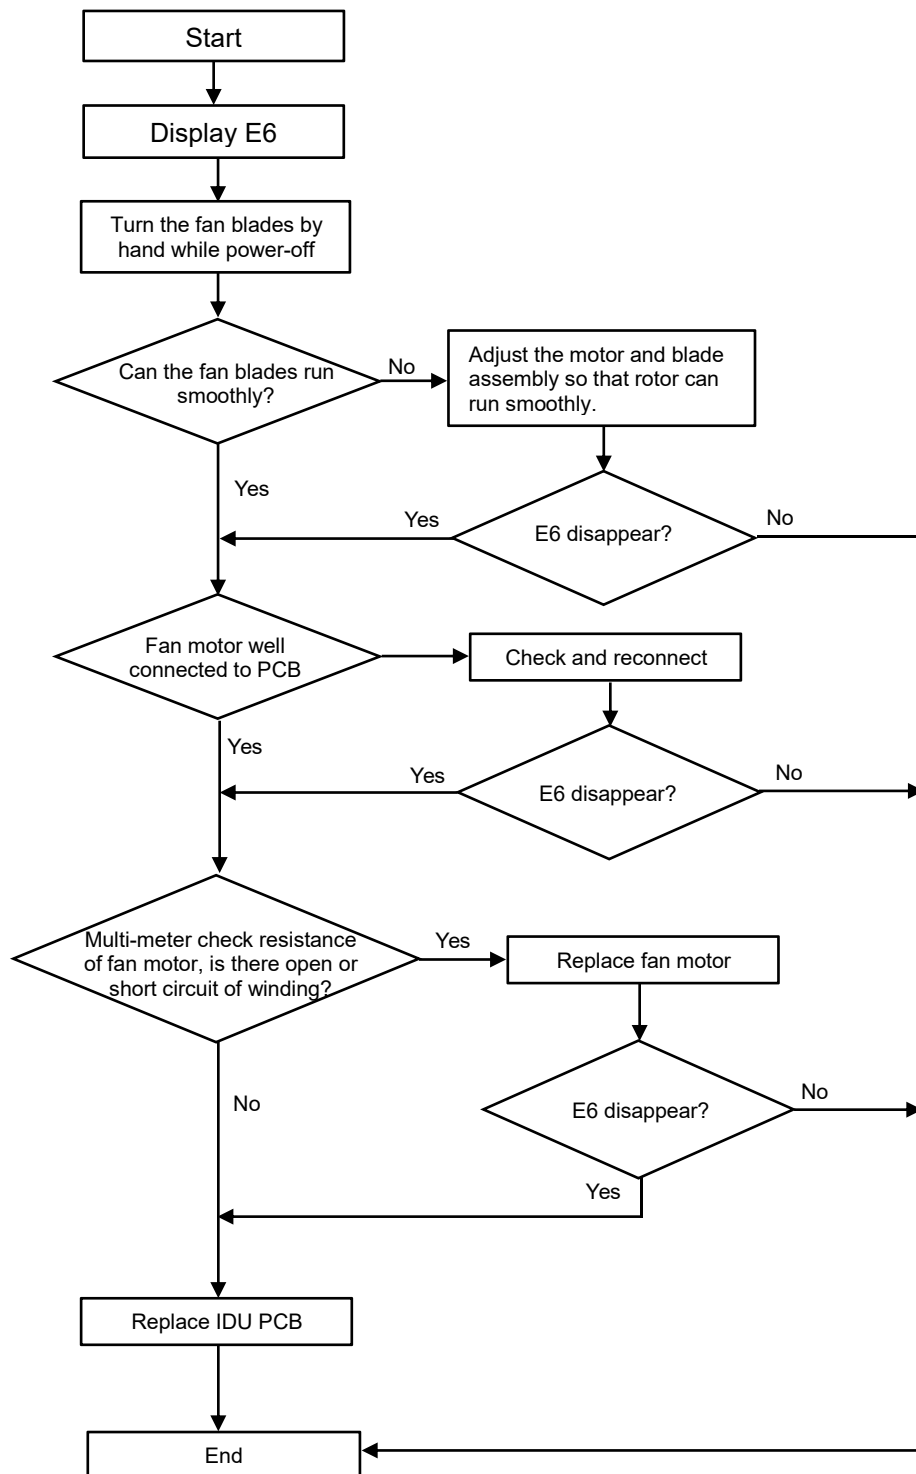 Start
Display E6
Turn the fan blades by
hand while power-off
Can the fan blades run
smoothly?
No
Adjust the motor and blade
assembly so that rotor can
run smoothly.
Yes
Yes
E6 disappear?
No
Fan motor well
connected to PCB
Check and reconnect
Yes
Yes
E6 disappear?
No
Multi-meter check resistance
of fan motor, is there open or
short circuit of winding?
Yes
Replace fan motor
No
E6 disappear?
No
Yes
Replace IDU PCB
End